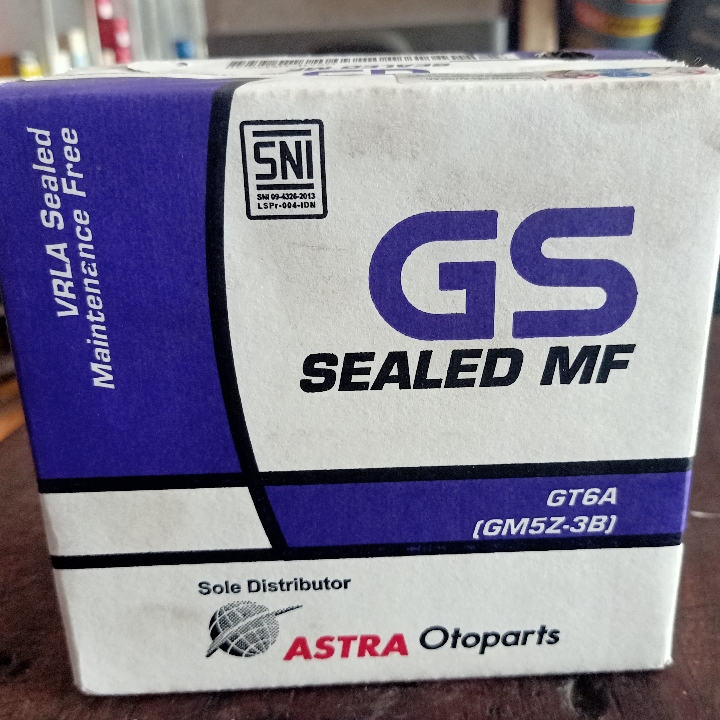 VRLA Sealed
Maintenance Free
SNI
SNI 09-4326-2013
LSPr-004-IDN
GS
SEALED MF
GT6A
(GM5Z-3B)
Sole Distributor
ASTRA Otoparts